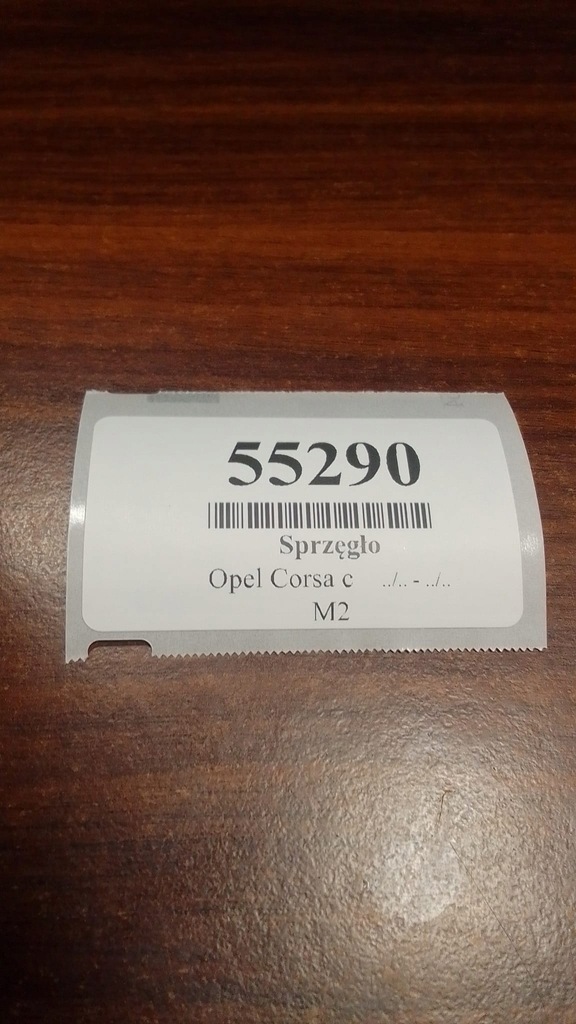 55290
Sprzęgło
Opel Corsa c ../.. - ../..
M2